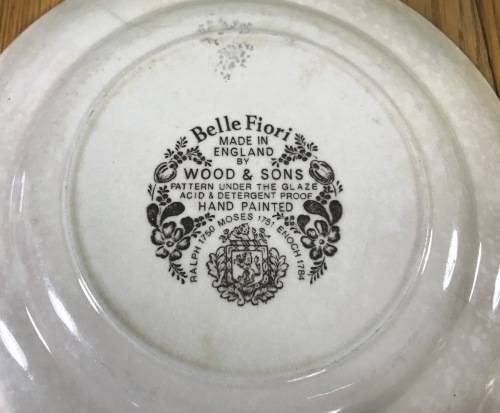 Belle Fiori
MADE IN
ENGLAND
BY
WOOD & SONS
PATTERN UNDER THE GLAZE
ACID & DETERGENT PROOF
HAND PAINTED
RALPH 1750 MOSES 1751 ENOCH 1784